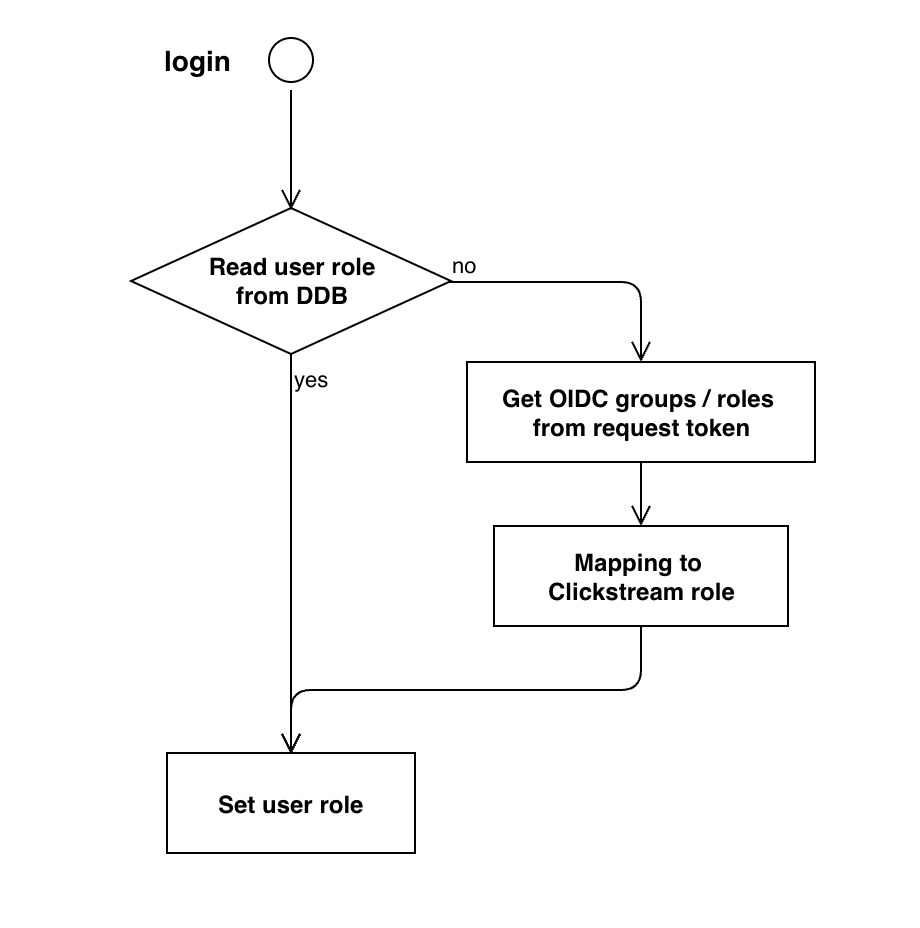 login
Read user role
from DDB
no
yes
Get OIDC groups / roles
from request token
Mapping to
Clickstream role
Set user role